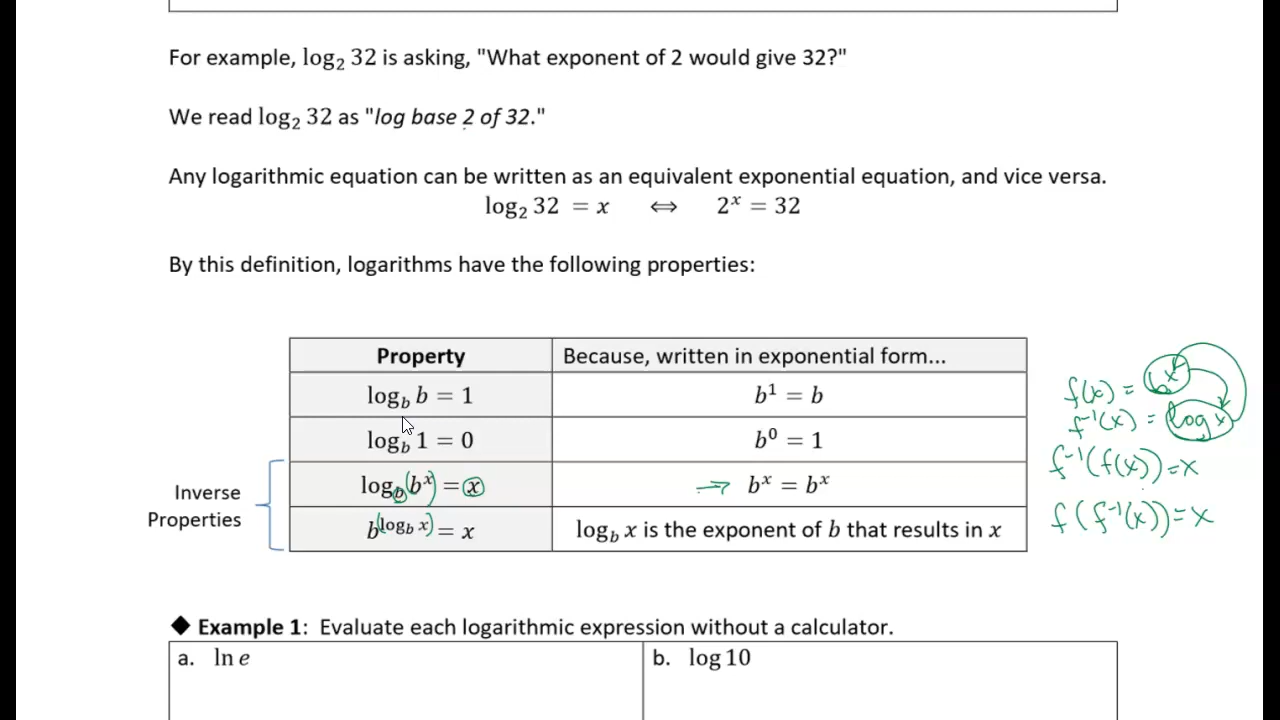 For example, log₂ 32 is asking, "What exponent of 2 would give 32?"
We read log₂ 32 as "log base 2 of 32."
Any logarithmic equation can be written as an equivalent exponential equation, and vice versa.
log₂ 32 = x ⟺ 2ˣ = 32
By this definition, logarithms have the following properties:
Property Because, written in exponential form...
log_b b = 1 b¹ = b
log_b 1 = 0 b⁰ = 1
log_b (bˣ) = x → bˣ = bˣ
b^(log_b x) = x log_b x is the exponent of b that results in x
Inverse
Properties
f(x) = bˣ
f⁻¹(x) = log_b x
f⁻¹(f(x)) = x
f(f⁻¹(x)) = x
◆ Example 1: Evaluate each logarithmic expression without a calculator.
a. ln e b. log 10